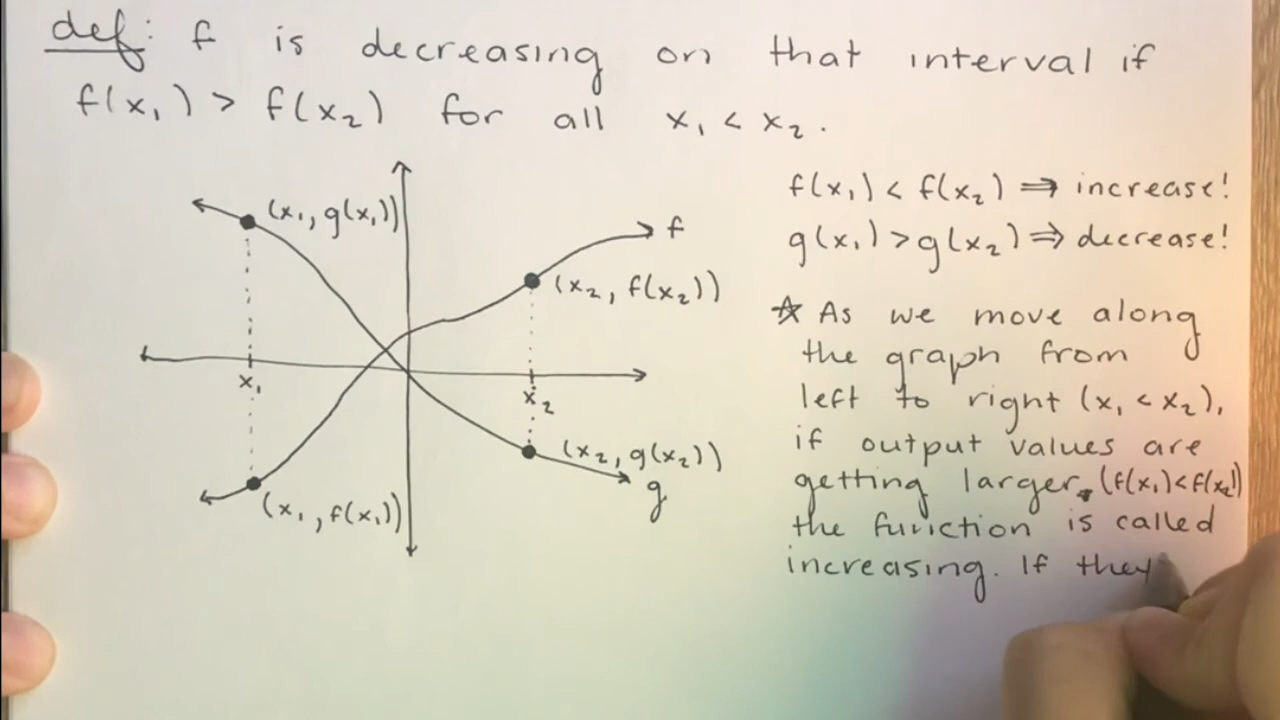 def: f is decreasing on that interval if
f(x₁) > f(x₂) for all x₁ < x₂.
(x₁, g(x₁))
f
(x₂, f(x₂))
x₁
x₂
(x₂, g(x₂))
g
(x₁, f(x₁))
f(x₁) < f(x₂) ⇒ increase!
g(x₁) > g(x₂) ⇒ decrease!
☆ As we move along
the graph from
left to right (x₁ < x₂),
if output values are
getting larger, (f(x₁)<f(x₂))
the function is called
increasing. If they